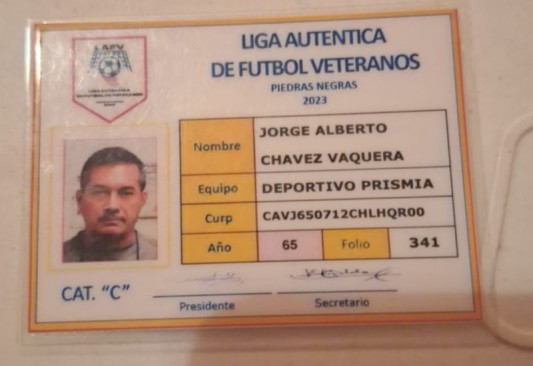 LIGA AUTENTICA
DE FUTBOL VETERANOS
PIEDRAS NEGRAS
2023
Nombre JORGE ALBERTO
CHAVEZ VAQUERA
Equipo DEPORTIVO PRISMIA
Curp CAVJ650712CHLHQR00
Año 65 Folio 341
CAT. "C"
Presidente Secretario